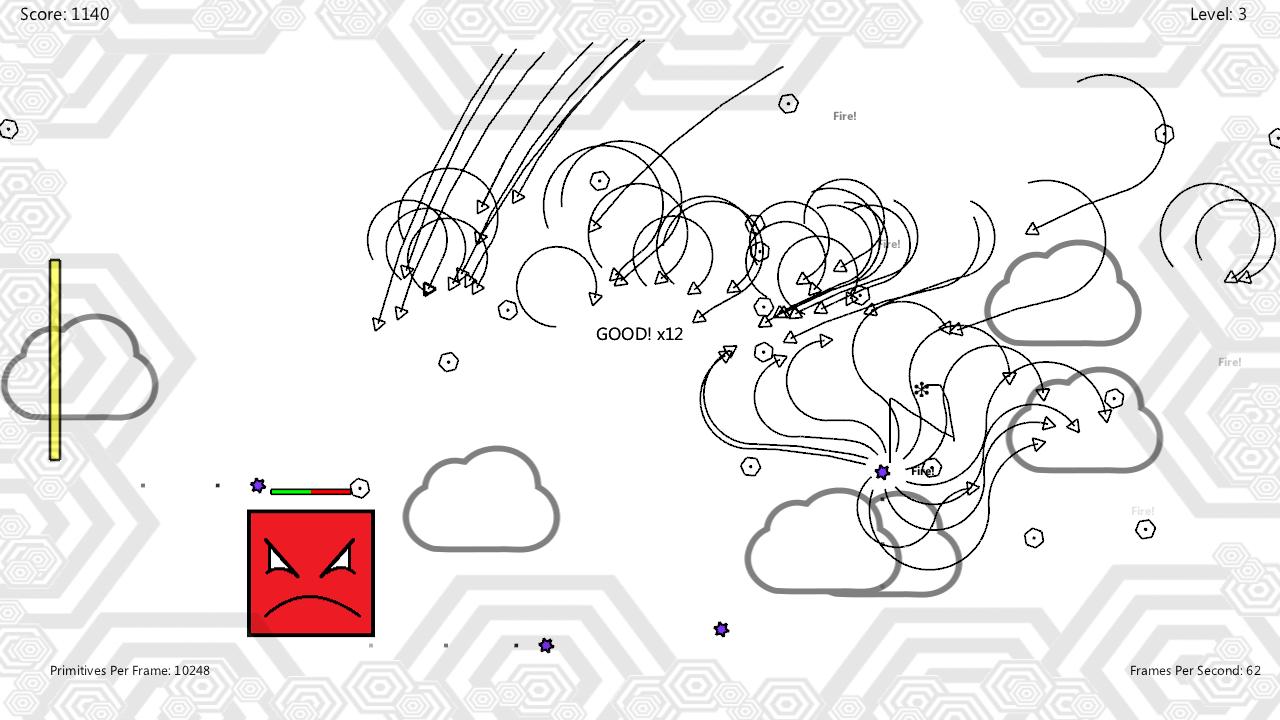 Score: 1140
Level: 3
Fire!
Fire!
GOOD! x12
Fire!
Fire!
Fire!
Primitives Per Frame: 10248
Frames Per Second: 62